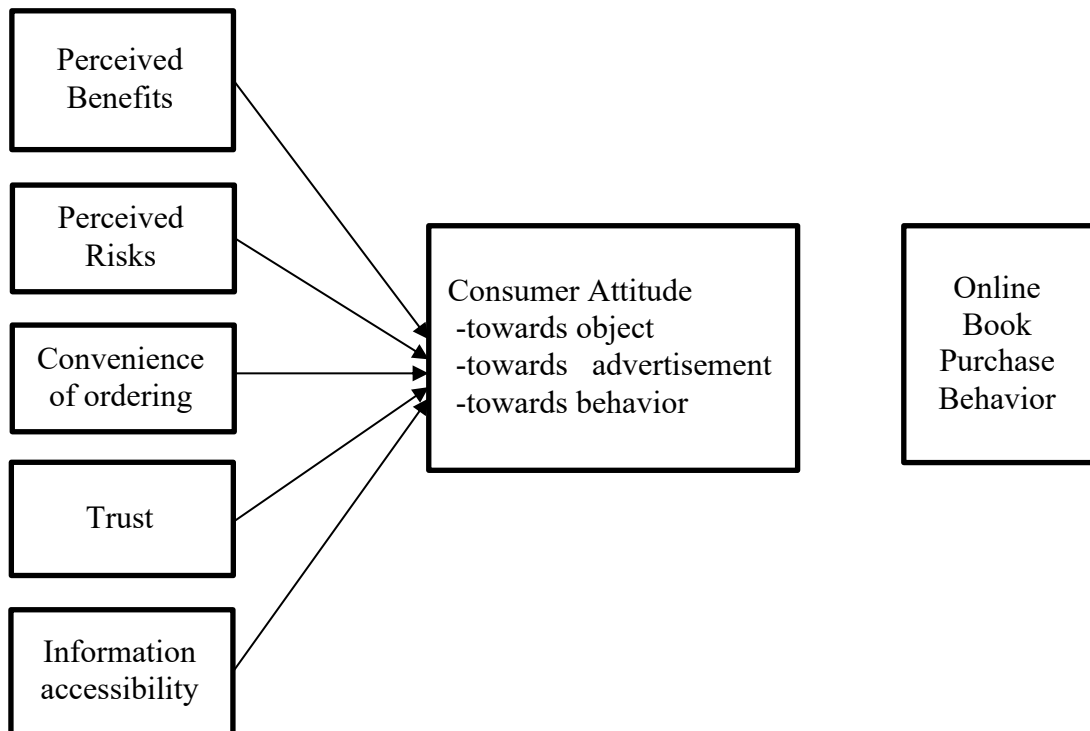 Perceived
Benefits
Perceived
Risks
Convenience
of ordering
Trust
Information
accessibility
Consumer Attitude
-towards object
-towards advertisement
-towards behavior
Online
Book
Purchase
Behavior